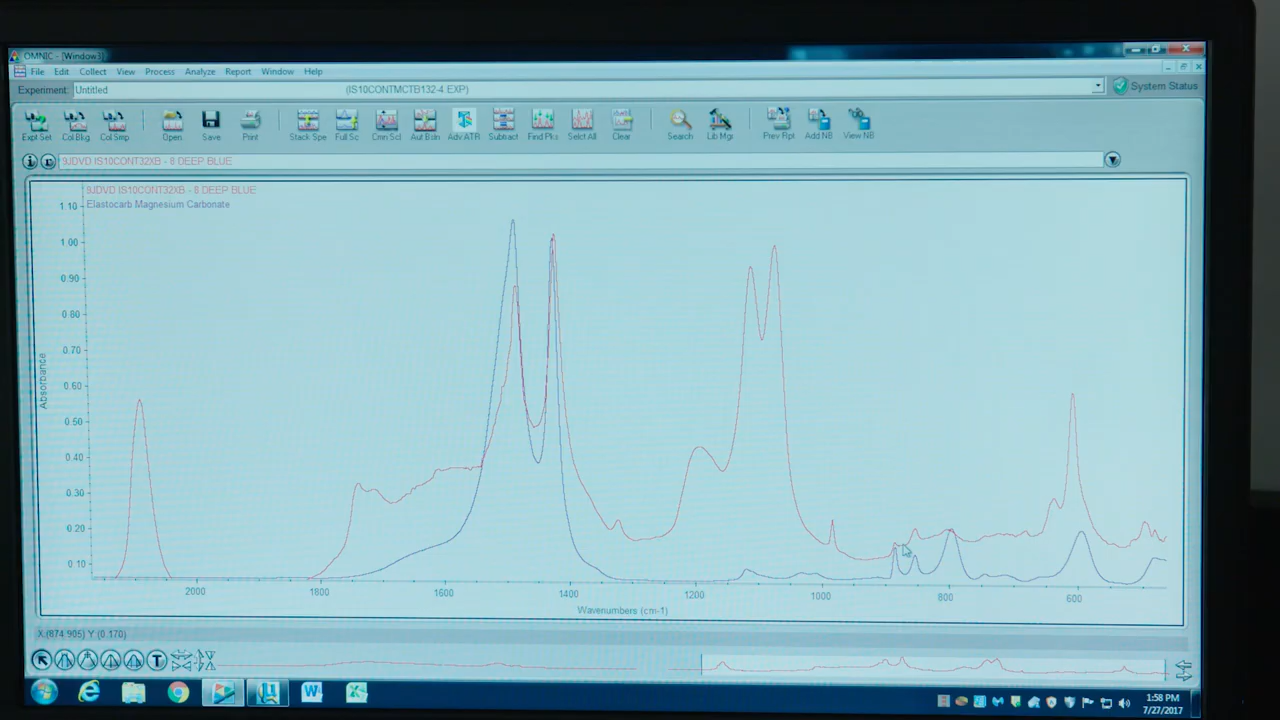 OMNIC - [Window3]
File Edit Collect View Process Analyze Report Window Help
Experiment: Untitled (IS10CONTMCTB132-4.EXP) System Status
Expt Set Col Bkg Col Smp Open Save Print Stack Spe Full Sc Cmn Scl Aut Bsln Adv ATR Subtract Find Pks Selct All Clear Search Lib Mgr Prev Rpt Add NB View NB
9JDVD IS10CONT32XB - 8 DEEP BLUE
9JDVD IS10CONT32XB - 8 DEEP BLUE
Elastocarb Magnesium Carbonate
1.10
1.00
0.90
0.80
0.70
0.60
0.50
0.40
0.30
0.20
0.10
Absorbance
2000 1800 1600 1400 1200 1000 800 600
Wavenumbers (cm-1)
X:(874.905) Y:(0.170)
T
W
1:58 PM
7/27/2017